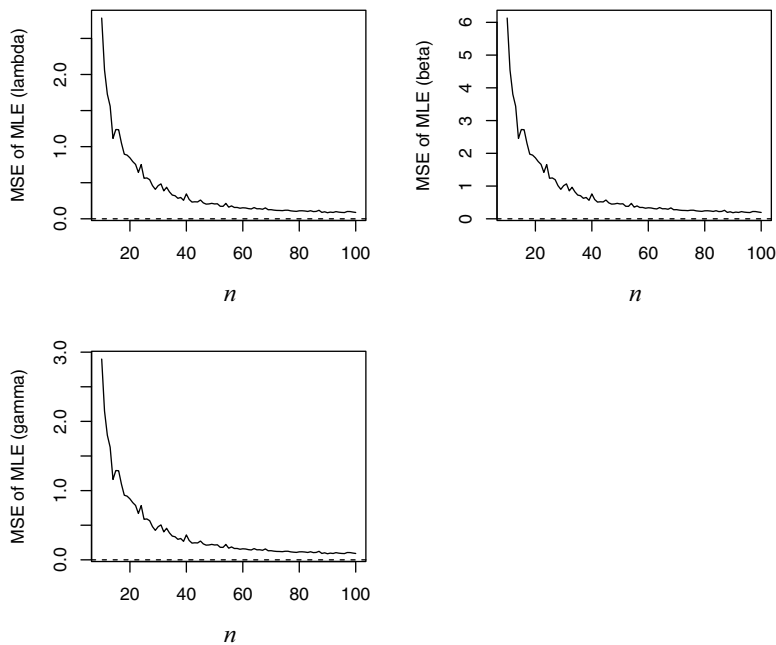 MSE of MLE (lambda)
0.0 1.0 2.0
20 40 60 80 100
n
MSE of MLE (beta)
0 1 2 3 4 5 6
20 40 60 80 100
n
MSE of MLE (gamma)
0.0 1.0 2.0 3.0
20 40 60 80 100
n